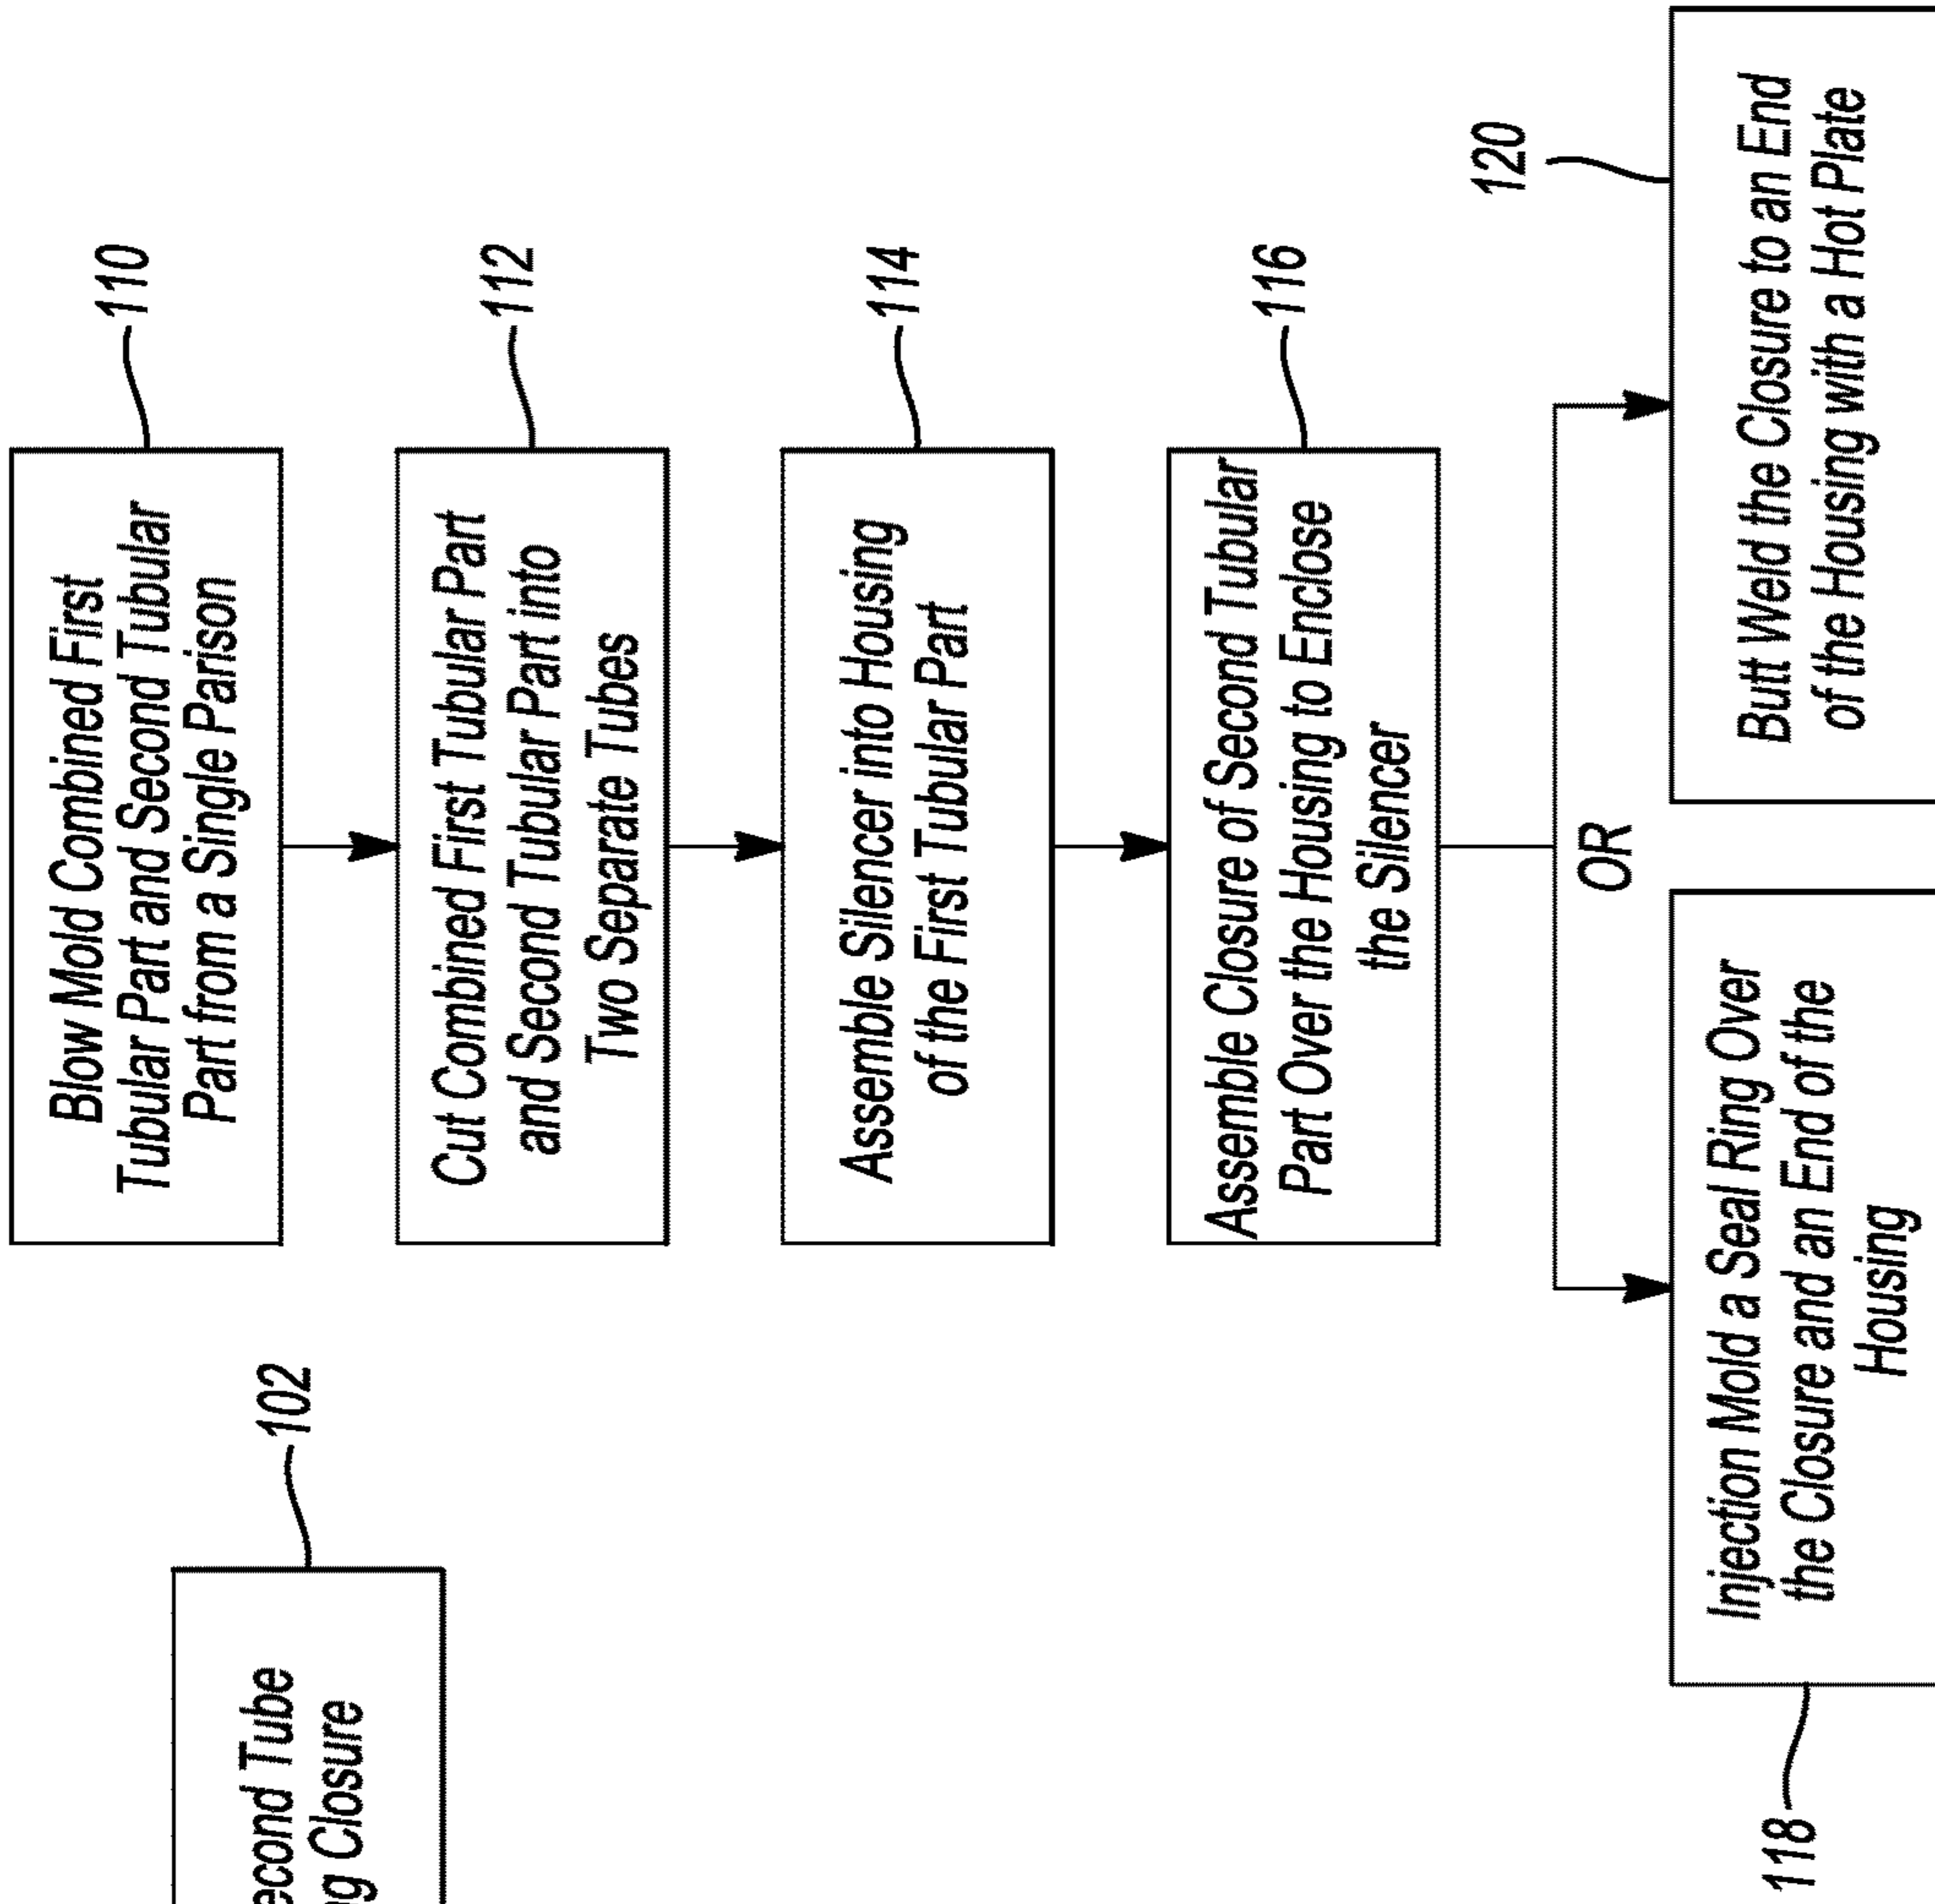 Blow Mold Combined First
Tubular Part and Second Tubular
Part from a Single Parison
110
Cut Combined First Tubular Part
and Second Tubular Part into
Two Separate Tubes
112
Assemble Silencer into Housing
of the First Tubular Part
114
Assemble Closure of Second Tubular
Part Over the Housing to Enclose
the Silencer
116
OR
Injection Mold a Seal Ring Over
the Closure and an End of the
Housing
118
Butt Weld the Closure to an End
of the Housing with a Hot Plate
120
Tube
Closure
102